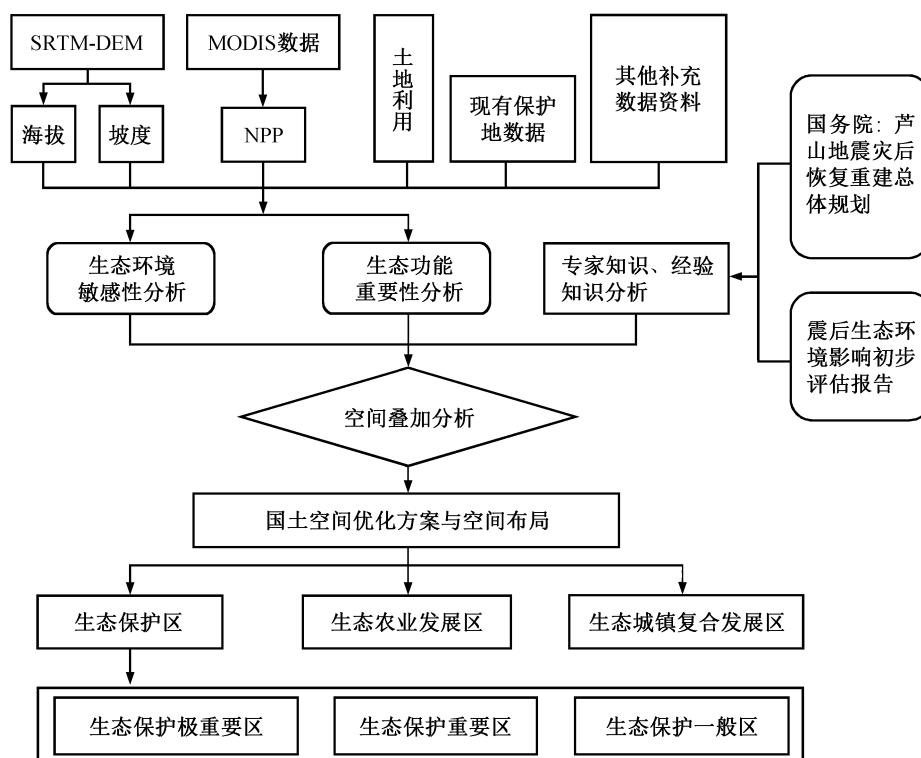 SRTM-DEM
MODIS数据
土地利用
现有保护
地数据
其他补充
数据资料
海拔
坡度
NPP
国务院：芦
山地震灾后
恢复重建总
体规划
生态环境
敏感性分析
生态功能
重要性分析
专家知识、经验
知识分析
震后生态环
境影响初步
评估报告
空间叠加分析
国土空间优化方案与空间布局
生态保护区
生态农业发展区
生态城镇复合发展区
生态保护极重要区
生态保护重要区
生态保护一般区